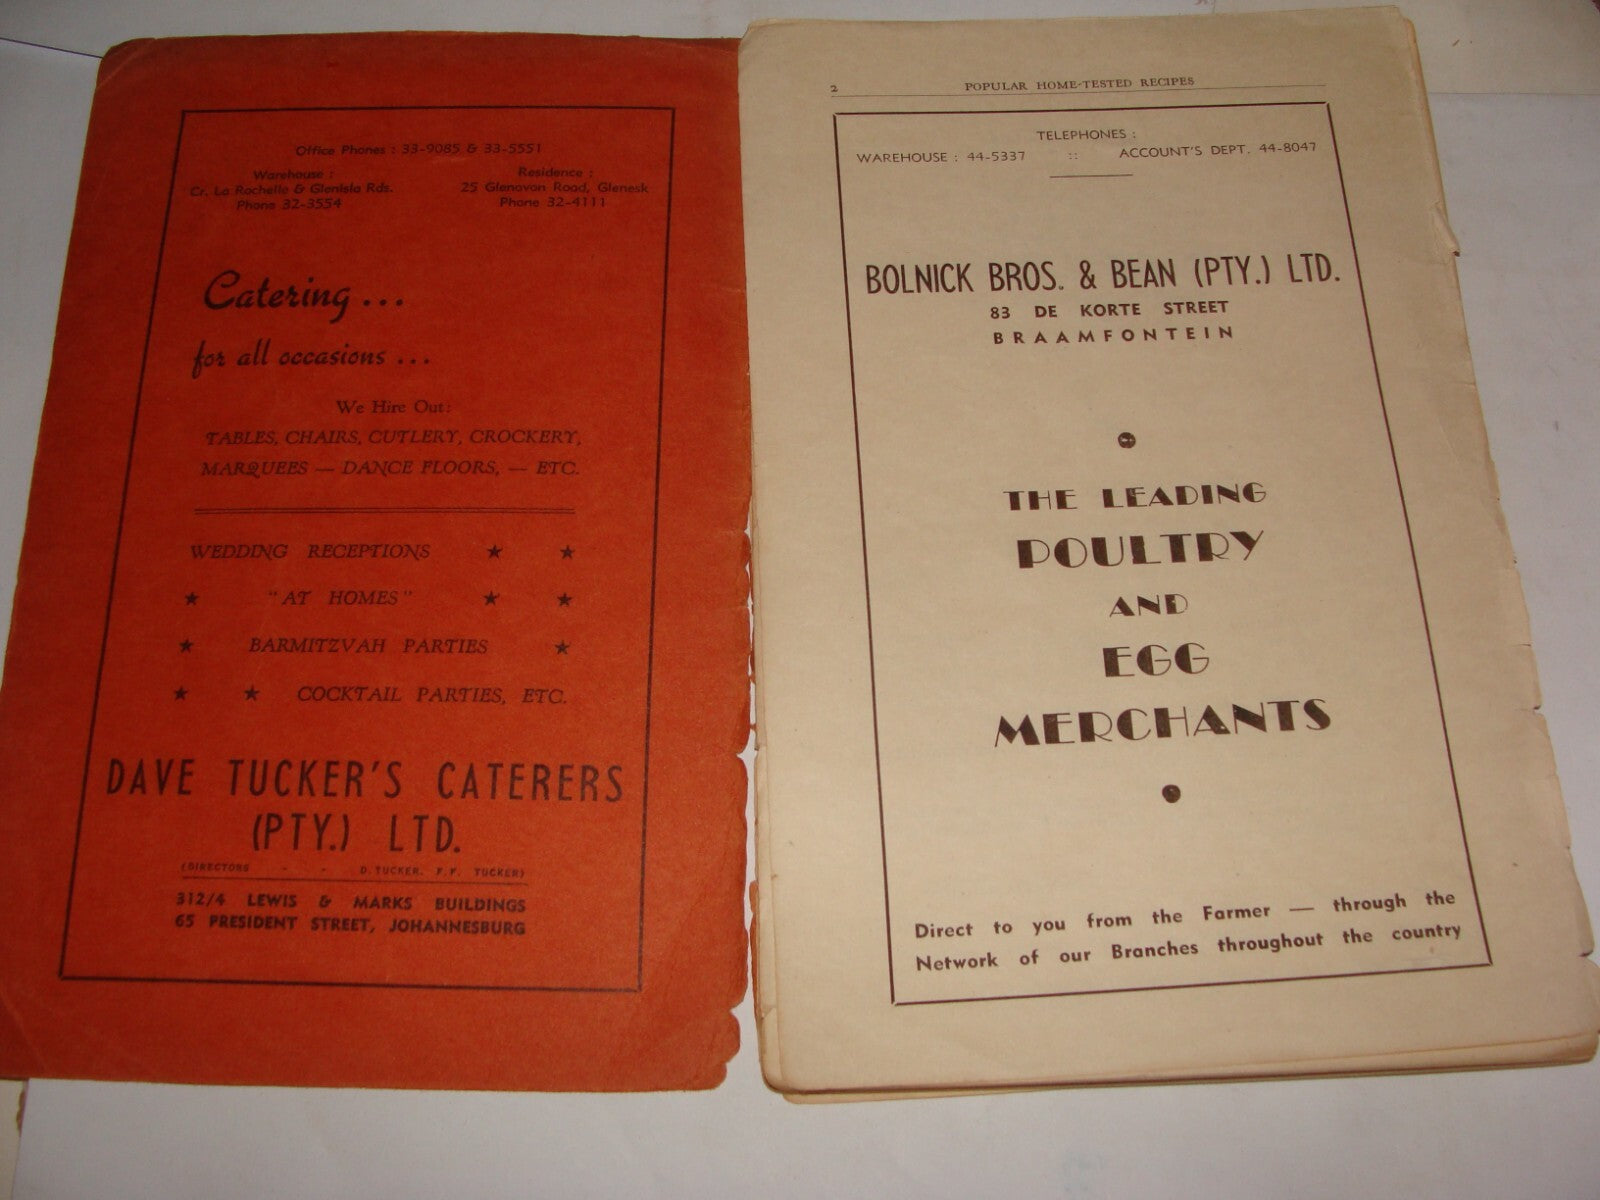 Office Phones : 33-9085 & 33-5551
Warehouse :
Cr. La Rochelle & Glenisla Rds.
Phone 32-3554
Residence :
25 Glenavon Road, Glenesk
Phone 32-4111
Catering ...
for all occasions ...
We Hire Out:
TABLES, CHAIRS, CUTLERY, CROCKERY,
MARQUEES — DANCE FLOORS, — ETC.
WEDDING RECEPTIONS ★ ★
★ "AT HOMES" ★ ★
★ BARMITZVAH PARTIES ★
★ ★ COCKTAIL PARTIES, ETC.
DAVE TUCKER'S CATERERS
(PTY.) LTD.
(DIRECTORS - - D. TUCKER. TUCKER)
312/4 LEWIS & MARKS BUILDINGS
65 PRESIDENT STREET, JOHANNESBURG
2 POPULAR HOME-TESTED RECIPES
TELEPHONES :
WAREHOUSE : 44-5337 :: ACCOUNT'S DEPT. 44-8047
BOLNICK BROS. & BEAN (PTY.) LTD.
83 DE KORTE STREET
BRAAMFONTEIN
THE LEADING
POULTRY
AND
EGG
MERCHANTS
Direct to you from the Farmer — through the
Network of our Branches throughout the country